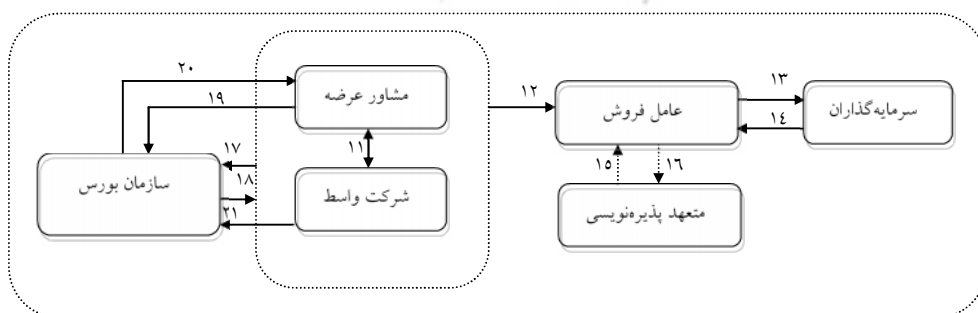 ۲۰
مشاور عرضه
۱۹
۱۲
عامل فروش
۱۳
سرمایه‌گذاران
۱۴
۱۱
۱۷
سازمان بورس
۱۸
شرکت واسط
۲۱
۱۵
۱۶
متعهد پذیره‌نویسی